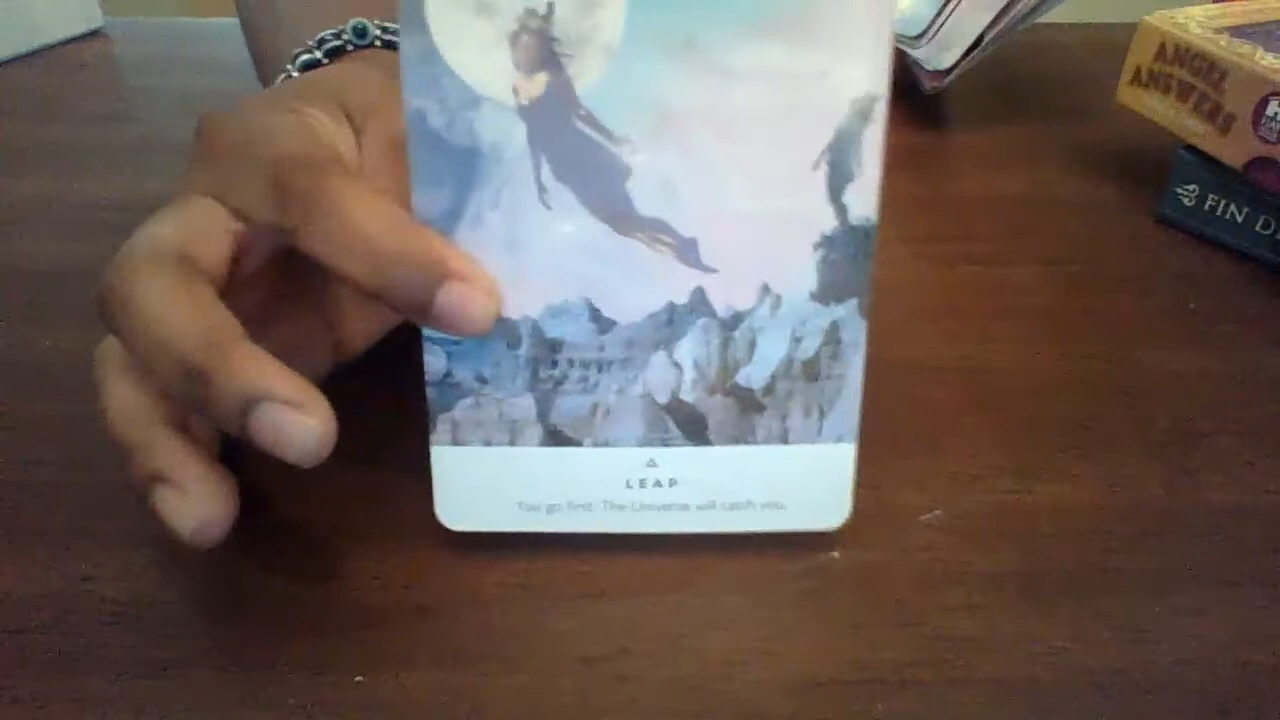 ANGEL
ANSWERS
FIN D
LEAP
You go first. The Universe will catch you.